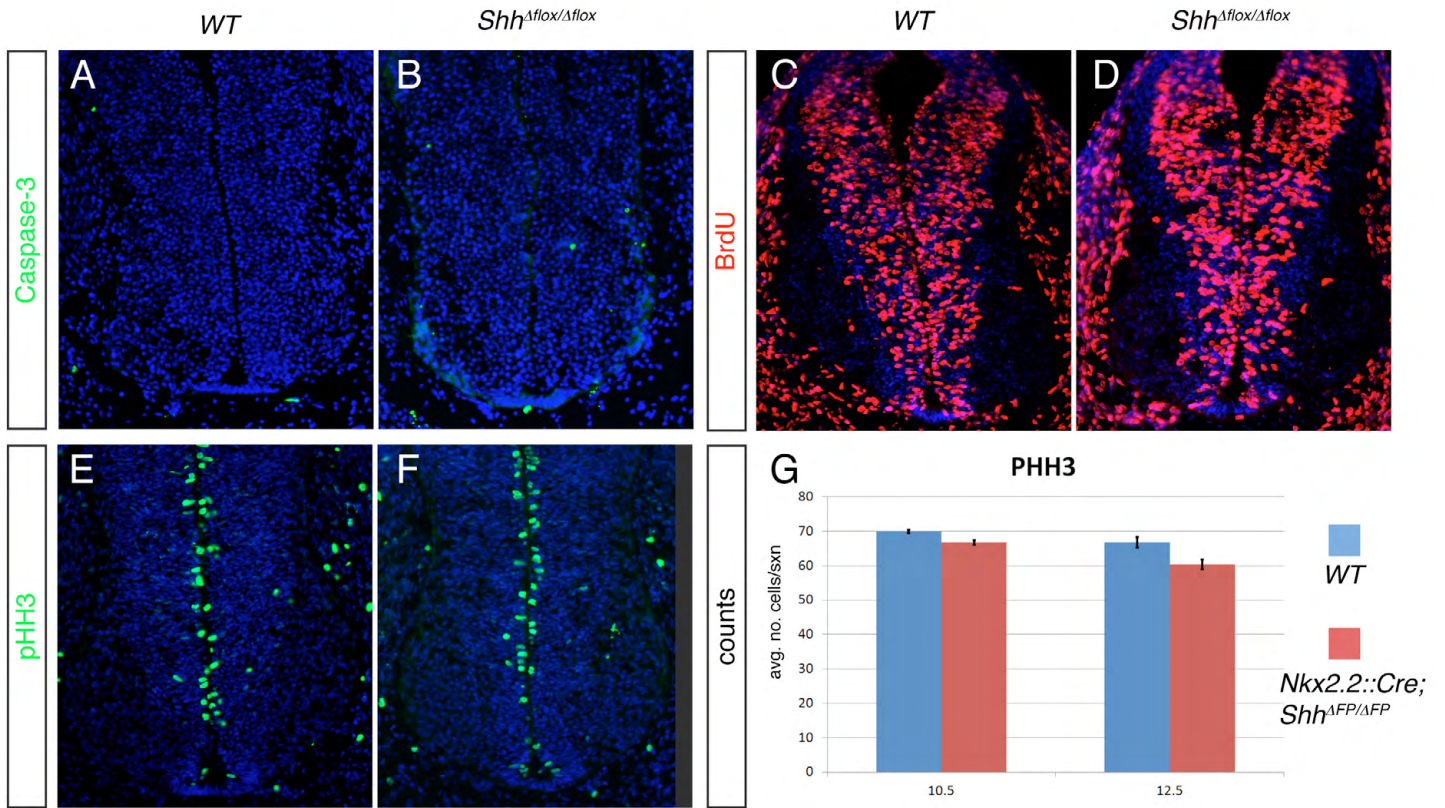 WT
Shh^Δflox/Δflox
WT
Shh^Δflox/Δflox
Caspase-3
A
B
BrdU
C
D
pHH3
E
F
counts
G
PHH3
avg. no. cells/sxn
80
70
60
50
40
30
20
10
0
10.5
12.5
WT
Nkx2.2::Cre;
Shh^ΔFP/ΔFP